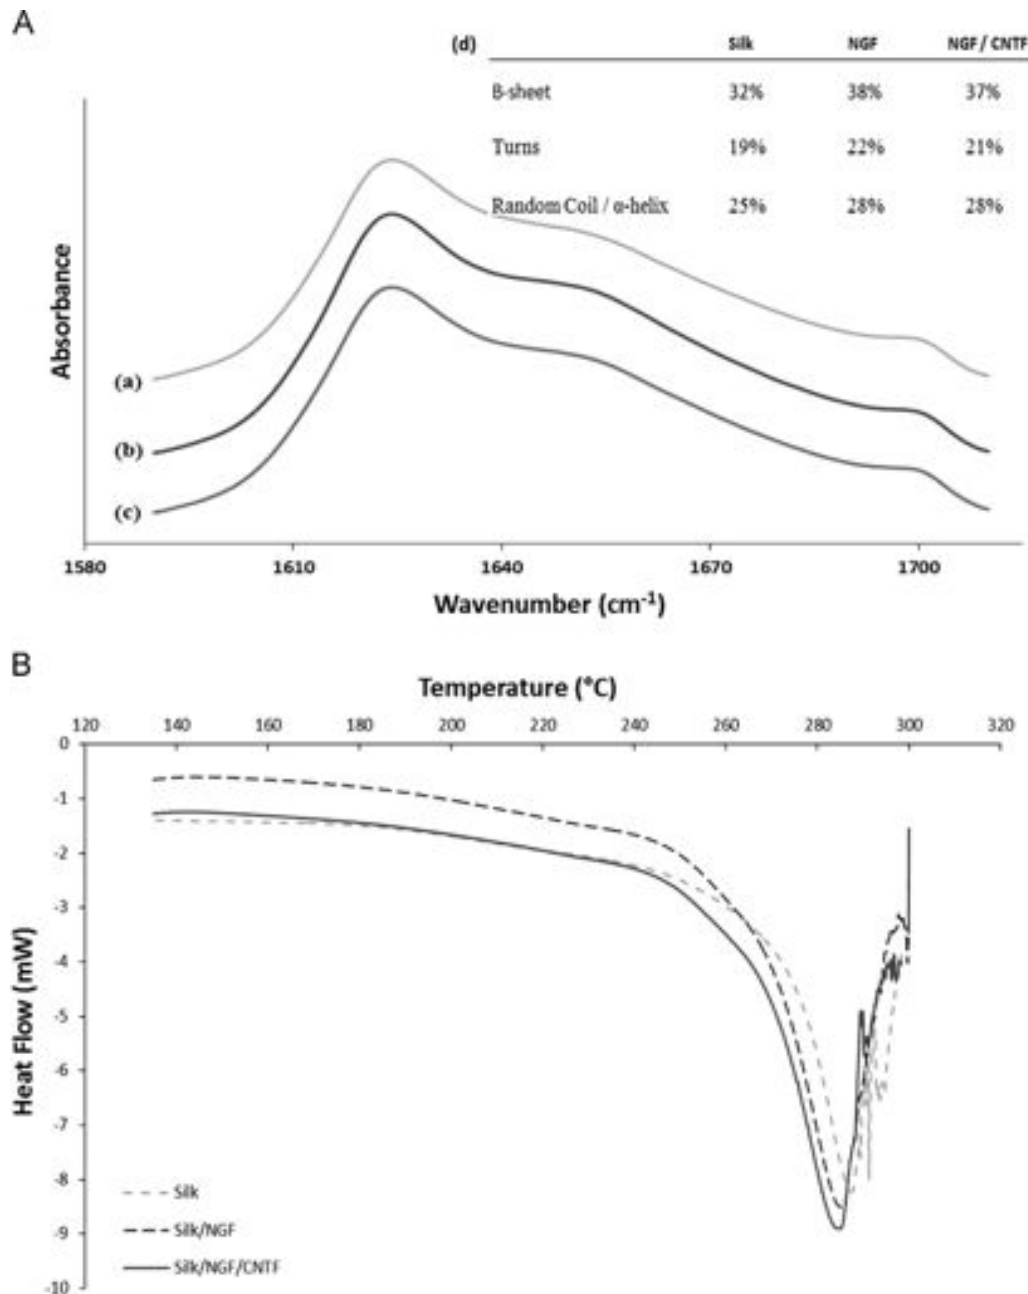 A
(d) Silk NGF NGF / CNTF
B-sheet 32% 38% 37%
Turns 19% 22% 21%
Random Coil / α-helix 25% 28% 28%
Absorbance
(a)
(b)
(c)
1580 1610 1640 1670 1700
Wavenumber (cm-1)
B
Temperature (°C)
120 140 160 180 200 220 240 260 280 300 320
0
-1
-2
-3
-4
-5
-6
-7
-8
-9
-10
Heat Flow (mW)
Silk
Silk/NGF
Silk/NGF/CNTF